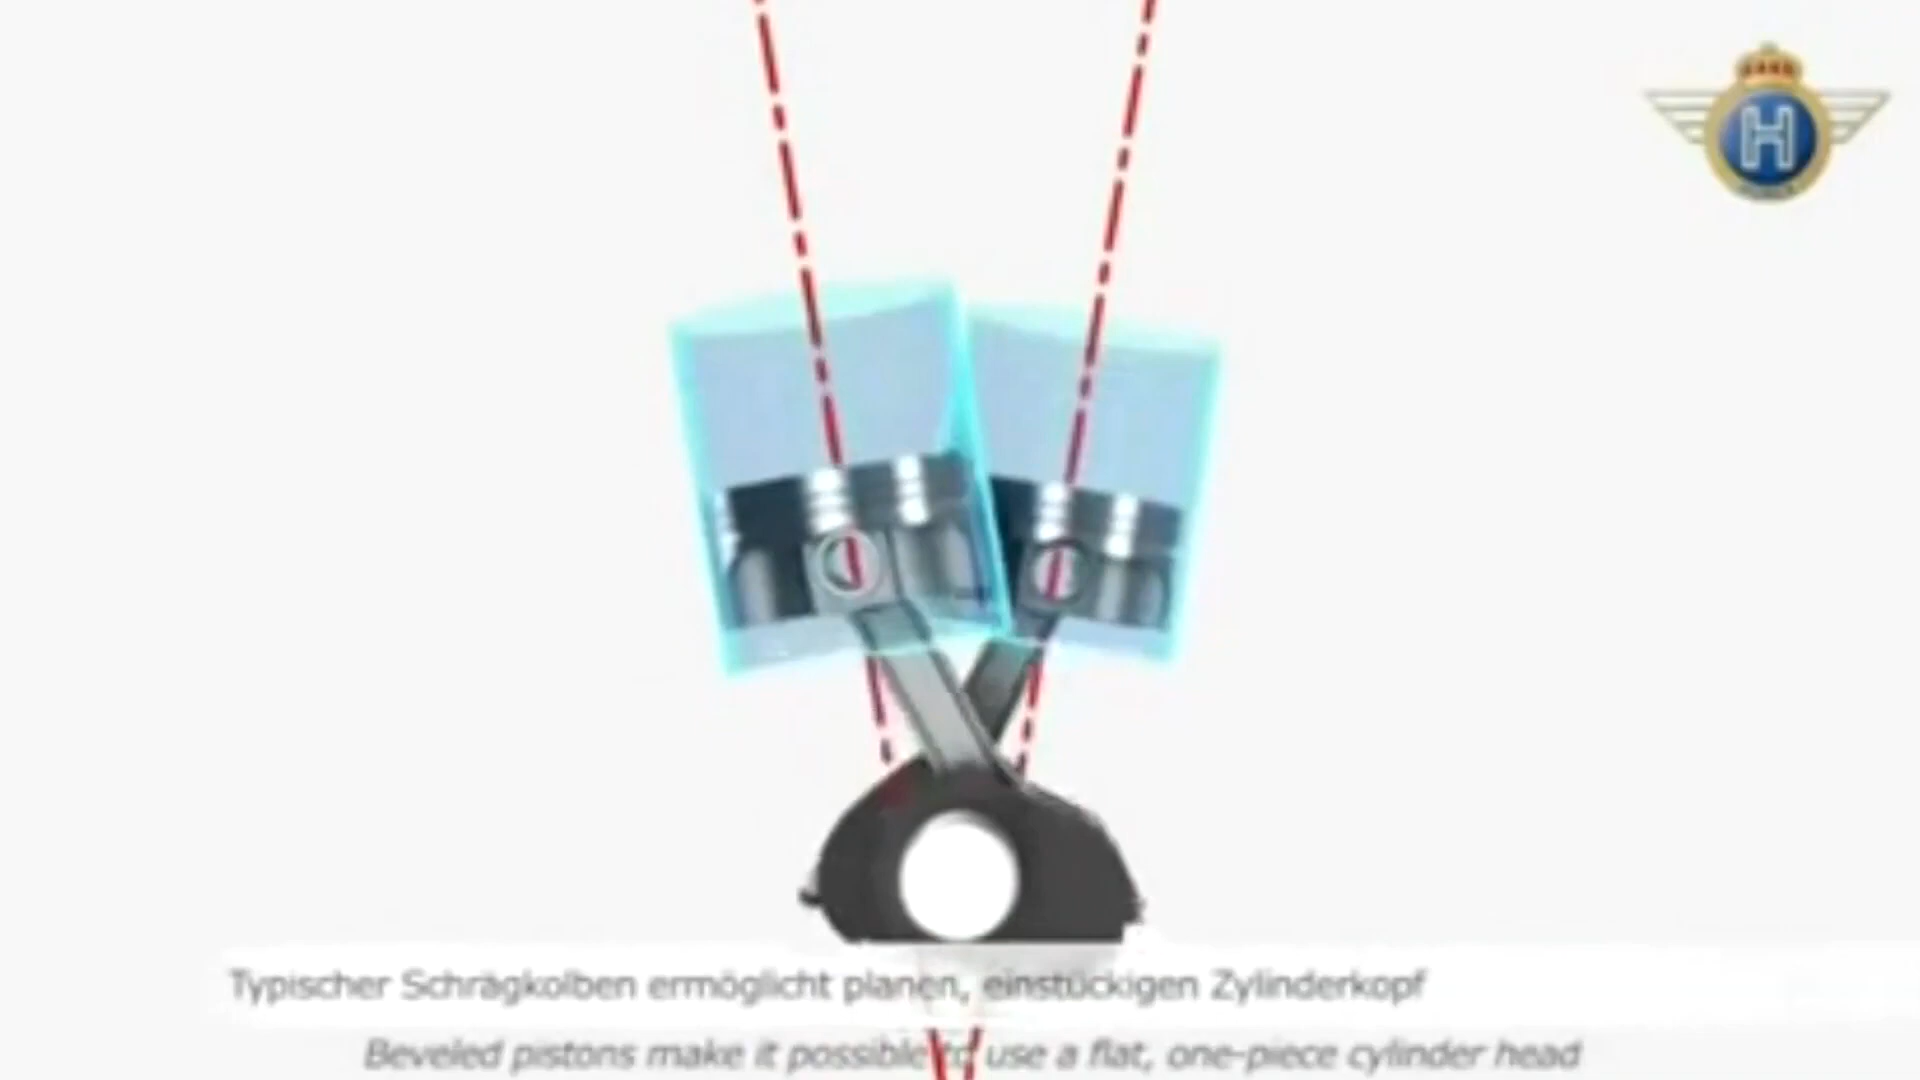 H
Typischer Schrägkolben ermöglicht planen, einstückigen Zylinderkopf
Beveled pistons make it possible to use a flat, one-piece cylinder head